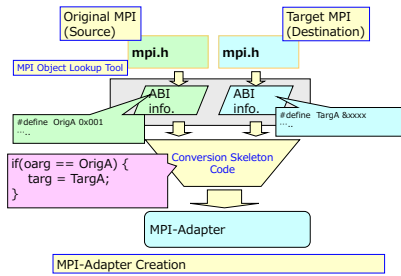 Original MPI
(Source)
Target MPI
(Destination)
mpi.h
mpi.h
MPI Object Lookup Tool
ABI
info.
ABI
info.
#define OrigA 0x001
…..
#define TargA &xxxx
…..
if(oarg == OrigA) {
targ = TargA;
}
Conversion Skeleton
Code
MPI-Adapter
MPI-Adapter Creation